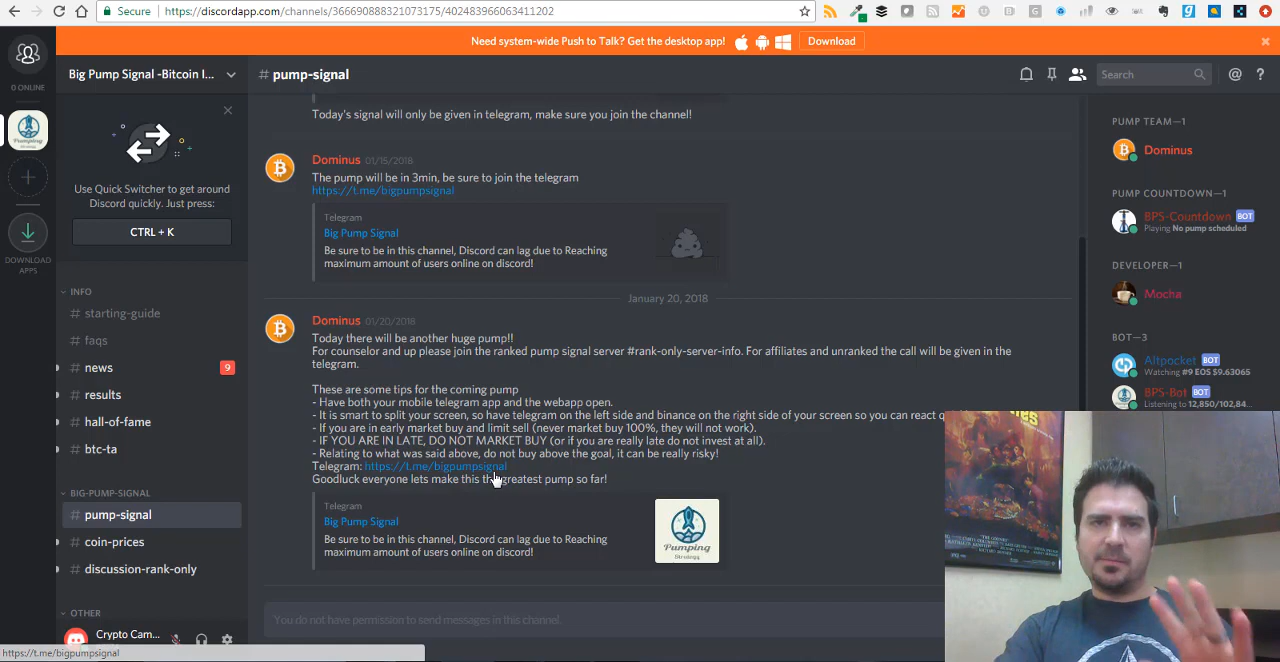 Secure
https://discordapp.com/channels/366690888321073175/402483966063411202
Need system-wide Push to Talk? Get the desktop app!
Download
0 ONLINE
DOWNLOAD
APPS
Big Pump Signal -Bitcoin I...
Use Quick Switcher to get around
Discord quickly. Just press:
CTRL + K
INFO
# starting-guide
# faqs
# news
9
# results
# hall-of-fame
# btc-ta
BIG-PUMP-SIGNAL
# pump-signal
# coin-prices
# discussion-rank-only
OTHER
Crypto Cam...
https://t.me/bigpumpsignal
# pump-signal
Search
Today's signal will only be given in telegram, make sure you join the channel!
Dominus 01/15/2018
The pump will be in 3min, be sure to join the telegram
https://t.me/bigpumpsignal
Telegram
Big Pump Signal
Be sure to be in this channel, Discord can lag due to Reaching
maximum amount of users online on discord!
January 20, 2018
Dominus 01/20/2018
Today there will be another huge pump!!
For counselor and up please join the ranked pump signal server #rank-only-server-info. For affiliates and unranked the call will be given in the
telegram.
These are some tips for the coming pump
- Have both your mobile telegram app and the webapp open.
- It is smart to split your screen, so have telegram on the left side and binance on the right side of your screen so you can react
- If you are in early market buy and limit sell (never market buy 100%, they will not work).
- IF YOU ARE IN LATE, DO NOT MARKET BUY (or if you are really late do not invest at all).
- Relating to what was said above, do not buy above the goal, it can be really risky!
Telegram: https://t.me/bigpumpsignal
Goodluck everyone lets make this the greatest pump so far!
Telegram
Big Pump Signal
Be sure to be in this channel, Discord can lag due to Reaching
maximum amount of users online on discord!
Pumping
Strategy
You do not have permission to send messages in this channel.
PUMP TEAM—1
Dominus
PUMP COUNTDOWN—1
BPS-Countdown BOT
Playing No pump scheduled
DEVELOPER—1
Mocha
BOT—3
Altpocket BOT
Watching #9 EOS $9.63065
BPS-Bot BOT
Listening to 12,850/102,84...